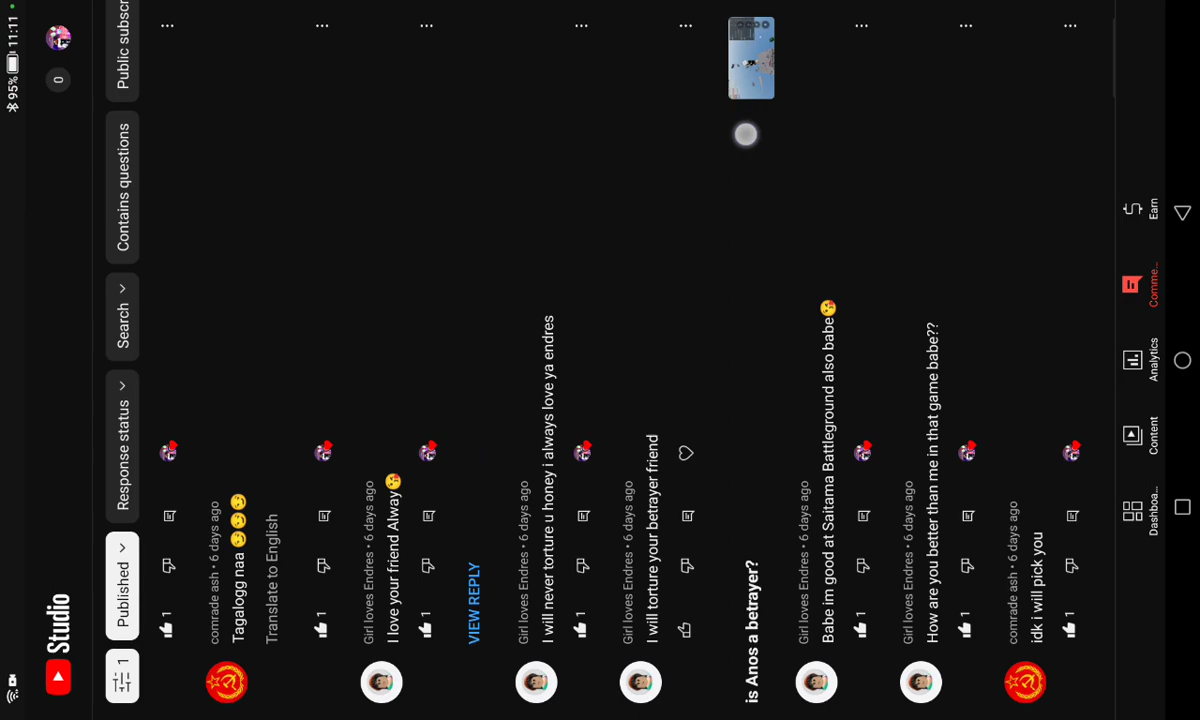 95% 11:11
Studio
0
1
Published
Response status
Search
Contains questions
Public subscr
1
comrade ash • 6 days ago
Tagalogg naa 😏😏😏
Translate to English
1
Girl loves Endres • 6 days ago
I love your friend Alway😘
1
VIEW REPLY
Girl loves Endres • 6 days ago
I will never torture u honey i always love ya endres
1
Girl loves Endres • 6 days ago
I will torture your betrayer friend
is Anos a betrayer?
Girl loves Endres • 6 days ago
Babe im good at Saitama Battleground also babe😘
1
Girl loves Endres • 6 days ago
How are you better than me in that game babe??
1
comrade ash • 6 days ago
idk i will pick you
1
Dashboa...
Content
Analytics
Comme...
Earn